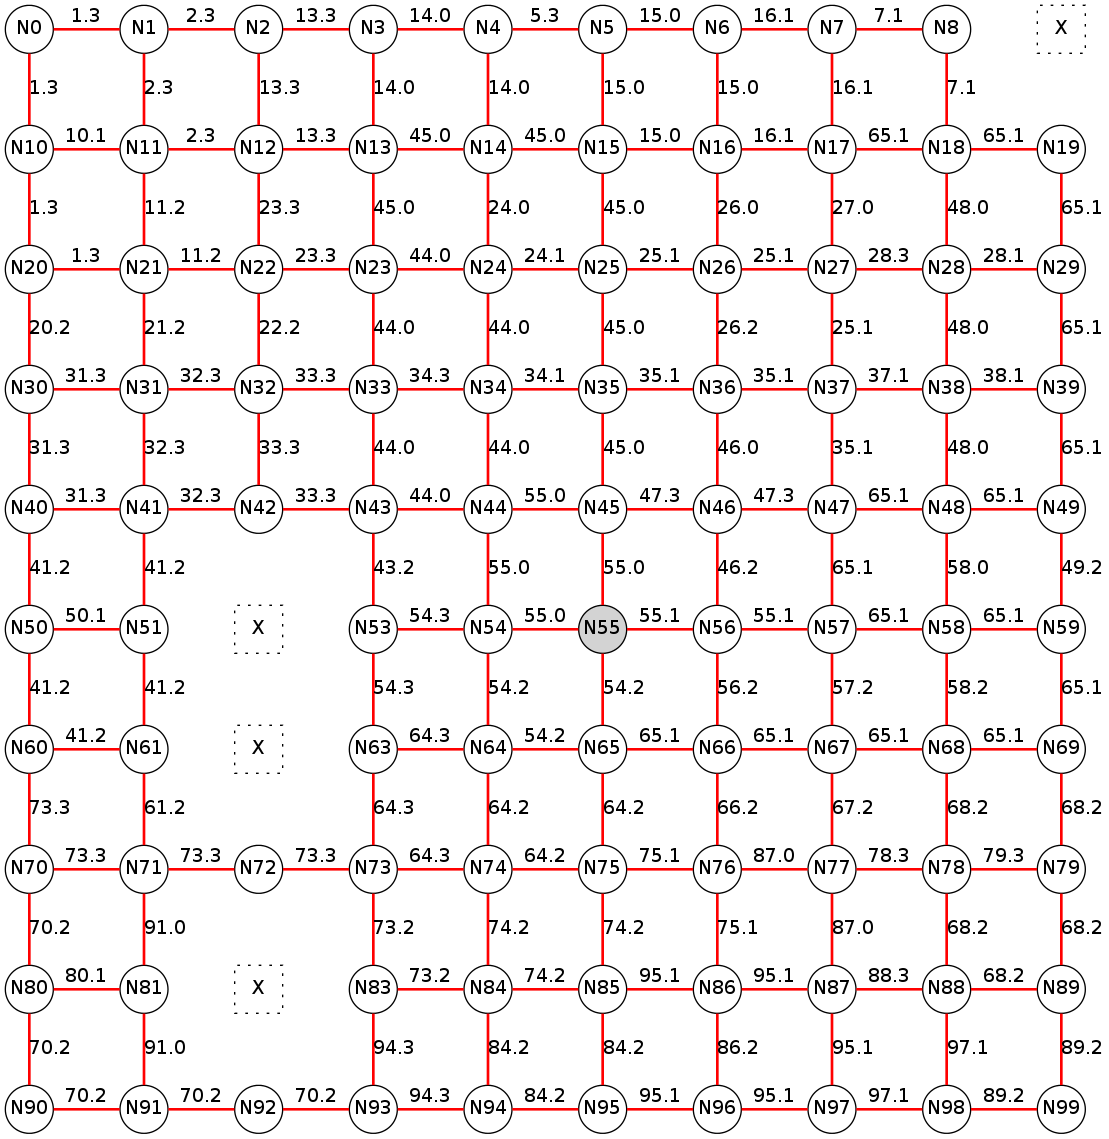 N0 1.3 N1 2.3 N2 13.3 N3 14.0 N4 5.3 N5 15.0 N6 16.1 N7 7.1 N8 X
1.3 2.3 13.3 14.0 14.0 15.0 15.0 16.1 7.1
N10 10.1 N11 2.3 N12 13.3 N13 45.0 N14 45.0 N15 15.0 N16 16.1 N17 65.1 N18 65.1 N19
1.3 11.2 23.3 45.0 24.0 45.0 26.0 27.0 48.0 65.1
N20 1.3 N21 11.2 N22 23.3 N23 44.0 N24 24.1 N25 25.1 N26 25.1 N27 28.3 N28 28.1 N29
20.2 21.2 22.2 44.0 44.0 45.0 26.2 25.1 48.0 65.1
N30 31.3 N31 32.3 N32 33.3 N33 34.3 N34 34.1 N35 35.1 N36 35.1 N37 37.1 N38 38.1 N39
31.3 32.3 33.3 44.0 44.0 45.0 46.0 35.1 48.0 65.1
N40 31.3 N41 32.3 N42 33.3 N43 44.0 N44 55.0 N45 47.3 N46 47.3 N47 65.1 N48 65.1 N49
41.2 41.2 43.2 55.0 55.0 46.2 65.1 58.0 49.2
N50 50.1 N51 X N53 54.3 N54 55.0 N55 55.1 N56 55.1 N57 65.1 N58 65.1 N59
41.2 41.2 54.3 54.2 54.2 56.2 57.2 58.2 65.1
N60 41.2 N61 X N63 64.3 N64 54.2 N65 65.1 N66 65.1 N67 65.1 N68 65.1 N69
73.3 61.2 64.3 64.2 64.2 66.2 67.2 68.2 68.2
N70 73.3 N71 73.3 N72 73.3 N73 64.3 N74 64.2 N75 75.1 N76 87.0 N77 78.3 N78 79.3 N79
70.2 91.0 73.2 74.2 74.2 75.1 87.0 68.2 68.2
N80 80.1 N81 X N83 73.2 N84 74.2 N85 95.1 N86 95.1 N87 88.3 N88 68.2 N89
70.2 91.0 94.3 84.2 84.2 86.2 95.1 97.1 89.2
N90 70.2 N91 70.2 N92 70.2 N93 94.3 N94 84.2 N95 95.1 N96 95.1 N97 97.1 N98 89.2 N99